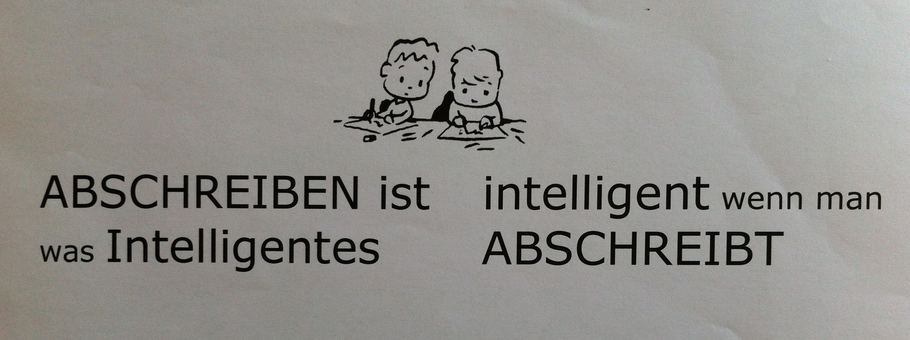 ABSCHREIBEN ist intelligent wenn man
was Intelligentes ABSCHREIBT